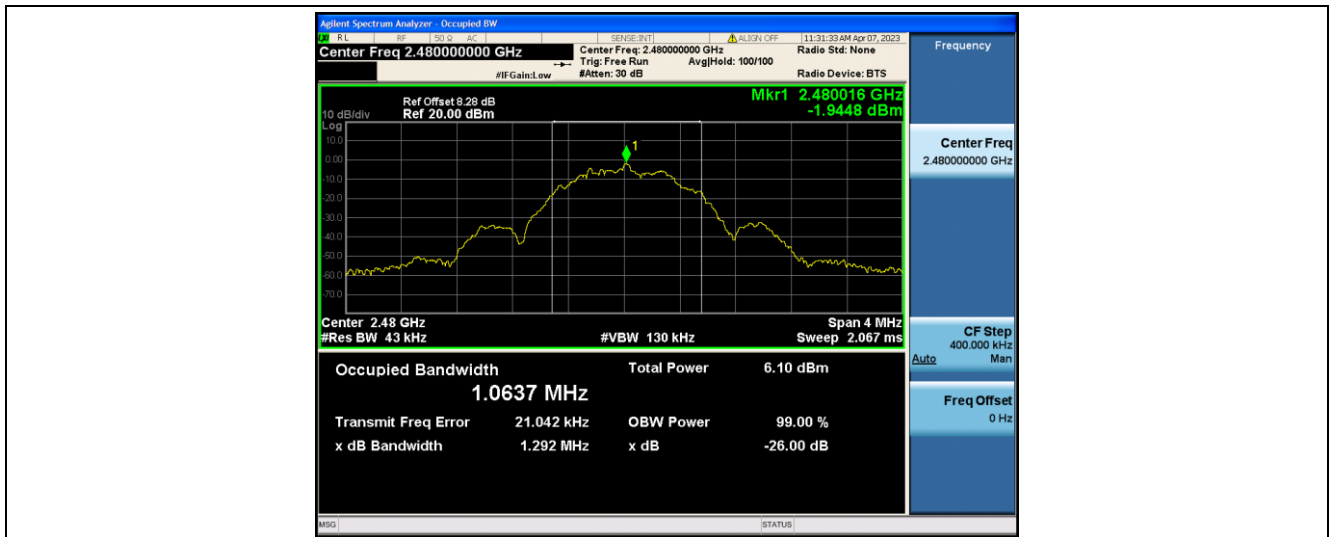 Agilent Spectrum Analyzer - Occupied BW
RL RF 50 Ω AC SENSE:INT ALIGN OFF 11:31:33 AM Apr 07, 2023
Center Freq 2.480000000 GHz
Center Freq: 2.480000000 GHz Radio Std: None
Trig: Free Run Avg|Hold: 100/100
#IFGain:Low #Atten: 30 dB Radio Device: BTS
Mkr1 2.480016 GHz
-1.9448 dBm
Ref Offset 8.28 dB
10 dB/div Ref 20.00 dBm
Log
10.0
0.00
-10.0
-20.0
-30.0
-40.0
-50.0
-60.0
-70.0
1
Center 2.48 GHz Span 4 MHz
#Res BW 43 kHz #VBW 130 kHz Sweep 2.067 ms
Occupied Bandwidth Total Power 6.10 dBm
1.0637 MHz
Transmit Freq Error 21.042 kHz OBW Power 99.00 %
x dB Bandwidth 1.292 MHz x dB -26.00 dB
MSG STATUS
Frequency
Center Freq
2.480000000 GHz
CF Step
400.000 kHz
Auto Man
Freq Offset
0 Hz